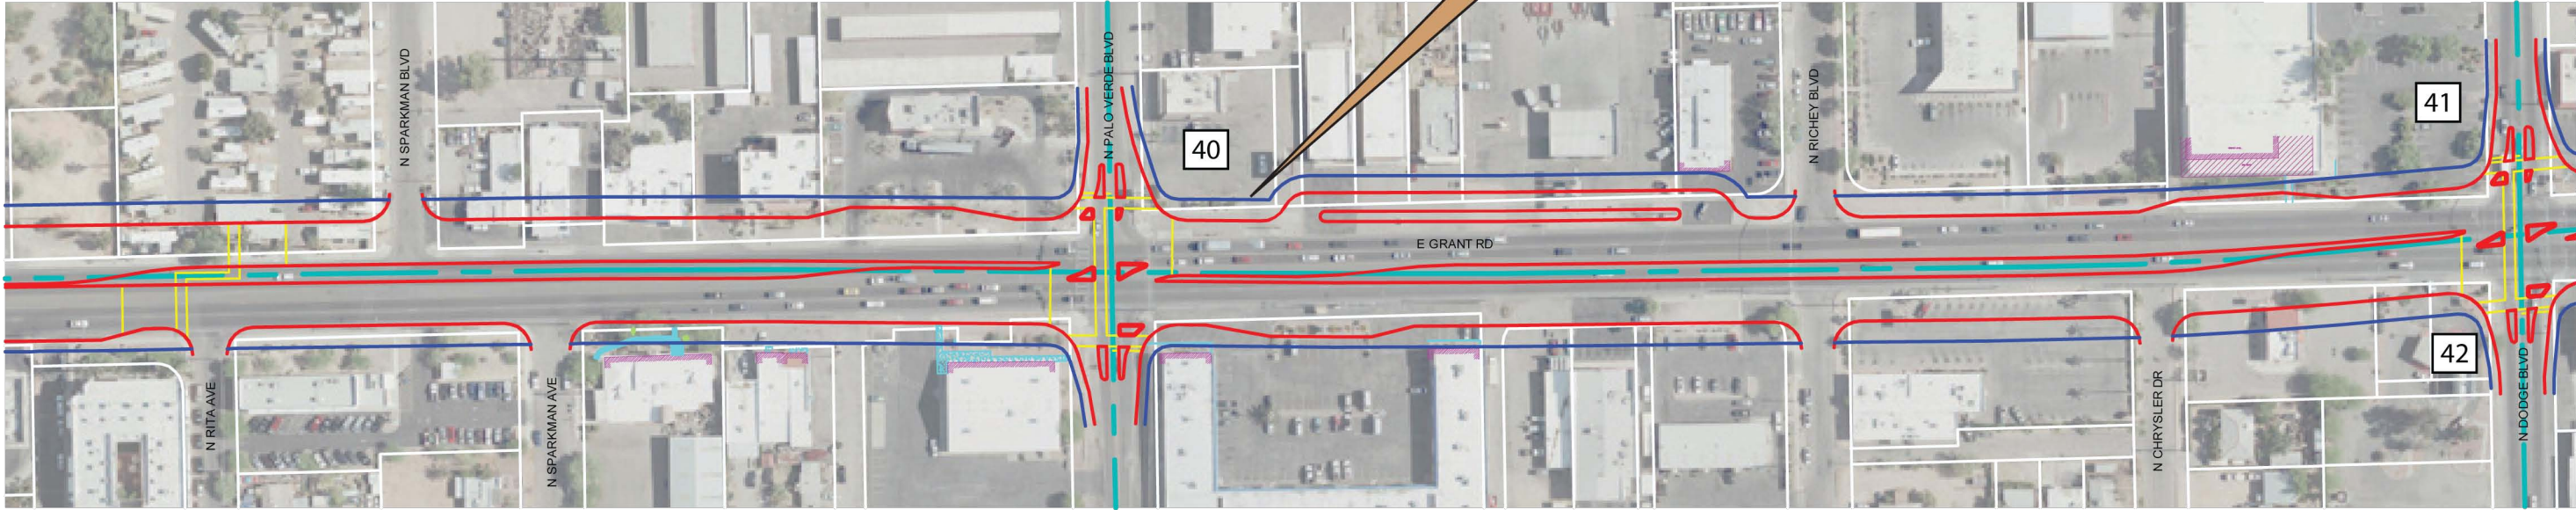 N SPARKMAN BLVD
N PALO VERDE BLVD
40
N RICHEY BLVD
41
E GRANT RD
N RITA AVE
N SPARKMAN AVE
N CHRYSLER DR
42
N DODGE BLVD